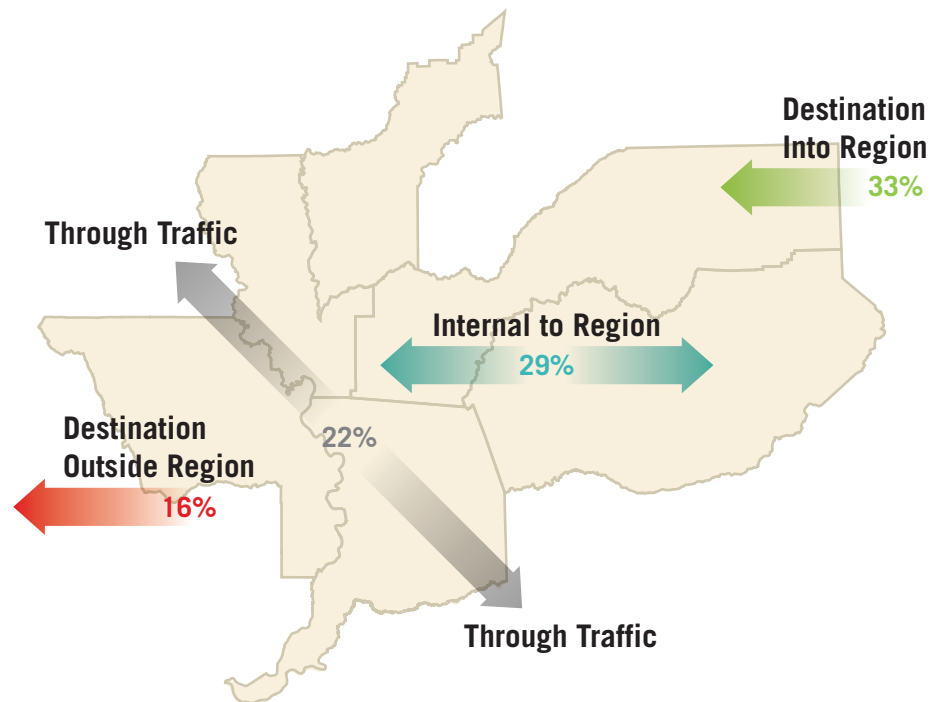 Destination
Into Region
33%
Through Traffic
Internal to Region
29%
Destination
Outside Region
16%
22%
Through Traffic